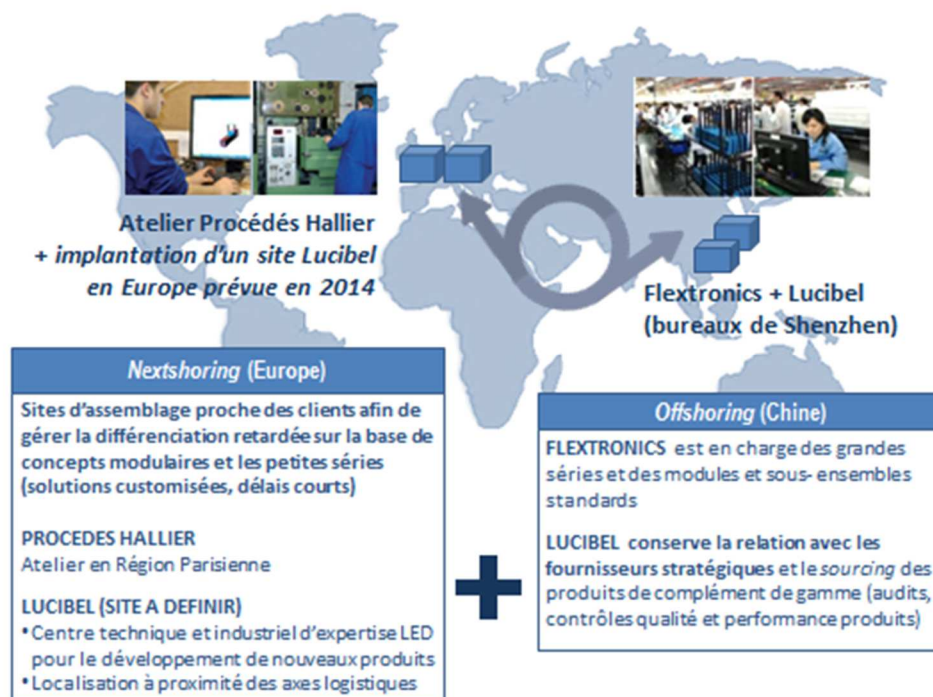 Atelier Procédés Hallier
+ implantation d'un site Lucibel
en Europe prévue en 2014
Flextronics + Lucibel
(bureaux de Shenzhen)
Nextshoring (Europe)
Sites d'assemblage proche des clients afin de
gérer la différenciation retardée sur la base de
concepts modulaires et les petites séries
(solutions customisées, délais courts)
PROCEDES HALLIER
Atelier en Région Parisienne
LUCIBEL (SITE A DEFINIR)
• Centre technique et industriel d'expertise LED
pour le développement de nouveaux produits
• Localisation à proximité des axes logistiques
+
Offshoring (Chine)
FLEXTRONICS est en charge des grandes
séries et des modules et sous- ensembles
standards
LUCIBEL conserve la relation avec les
fournisseurs stratégiques et le sourcing des
produits de complément de gamme (audits,
contrôles qualité et performance produits)